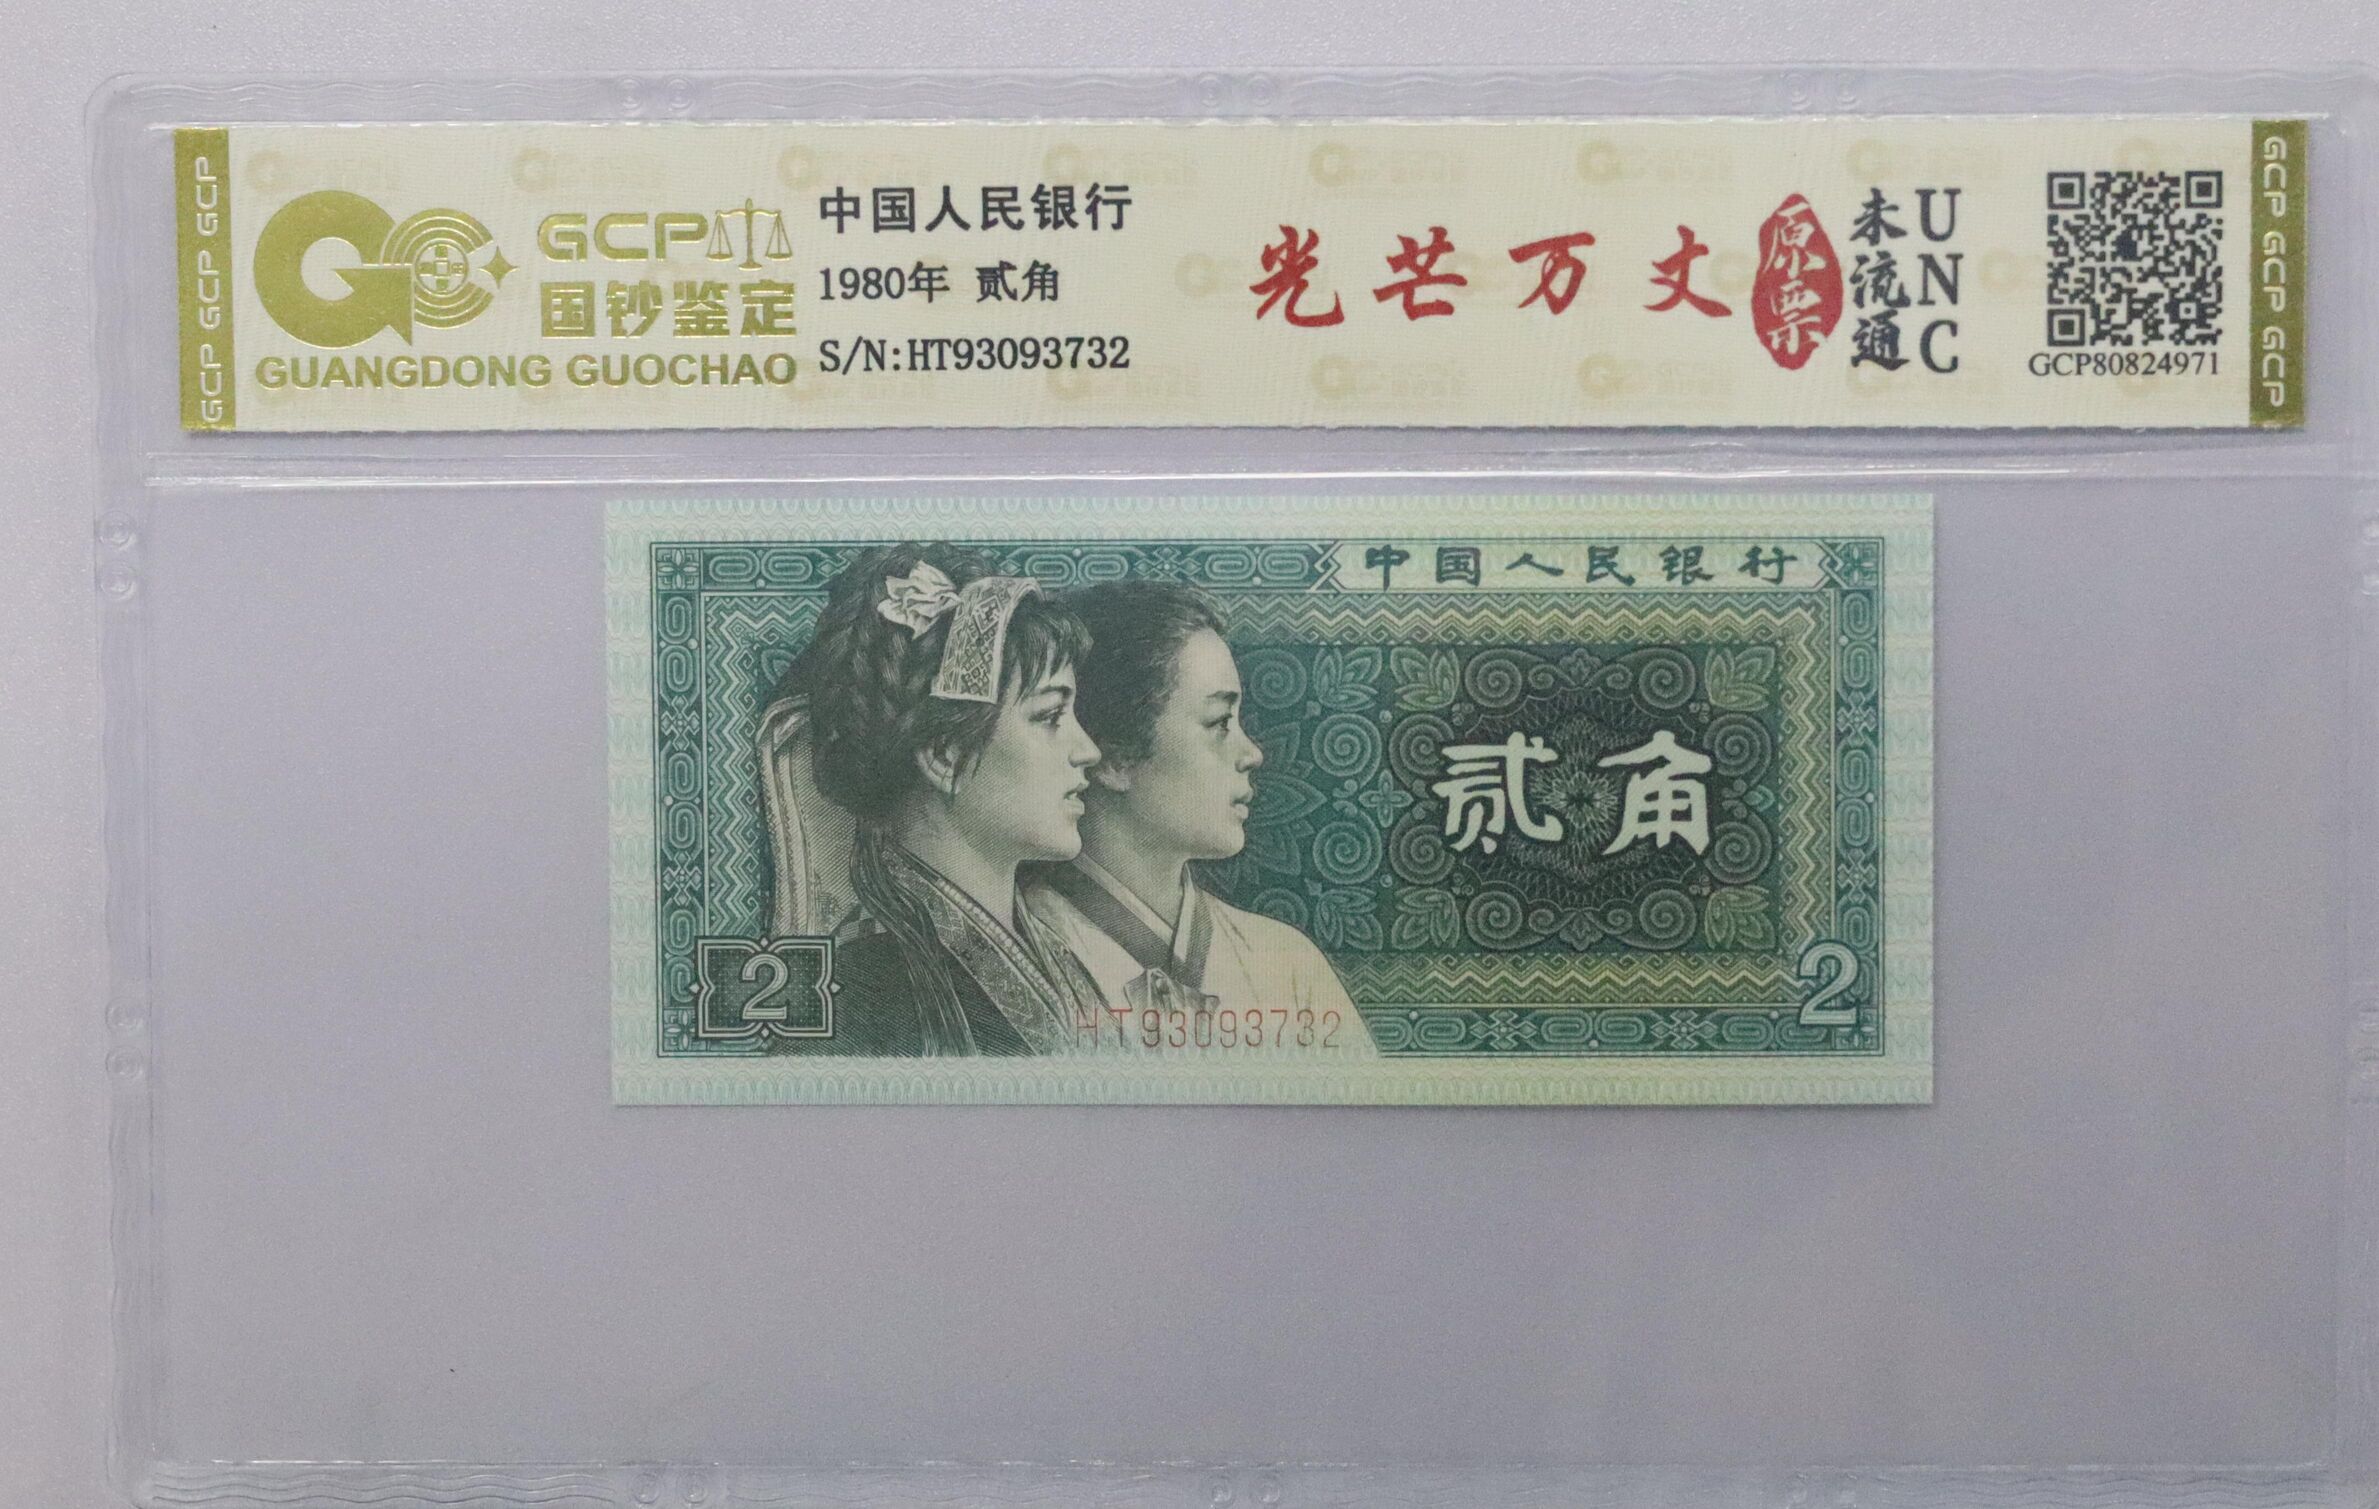 GCP GCP GCP
GCP
国钞鉴定
GUANGDONG GUOCHAO
中国人民银行
1980年 贰角
S/N:HT93093732
光芒万丈
原票
未流通
UNC
GCP80824971
GCP GCP GCP
中国人民银行
贰角
2
2
HT93093732